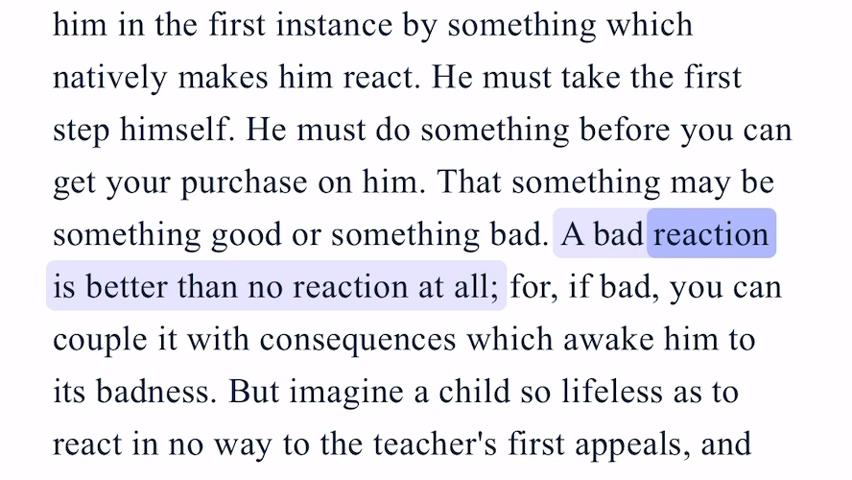 him in the first instance by something which
natively makes him react. He must take the first
step himself. He must do something before you can
get your purchase on him. That something may be
something good or something bad. A bad reaction
is better than no reaction at all; for, if bad, you can
couple it with consequences which awake him to
its badness. But imagine a child so lifeless as to
react in no way to the teacher's first appeals, and